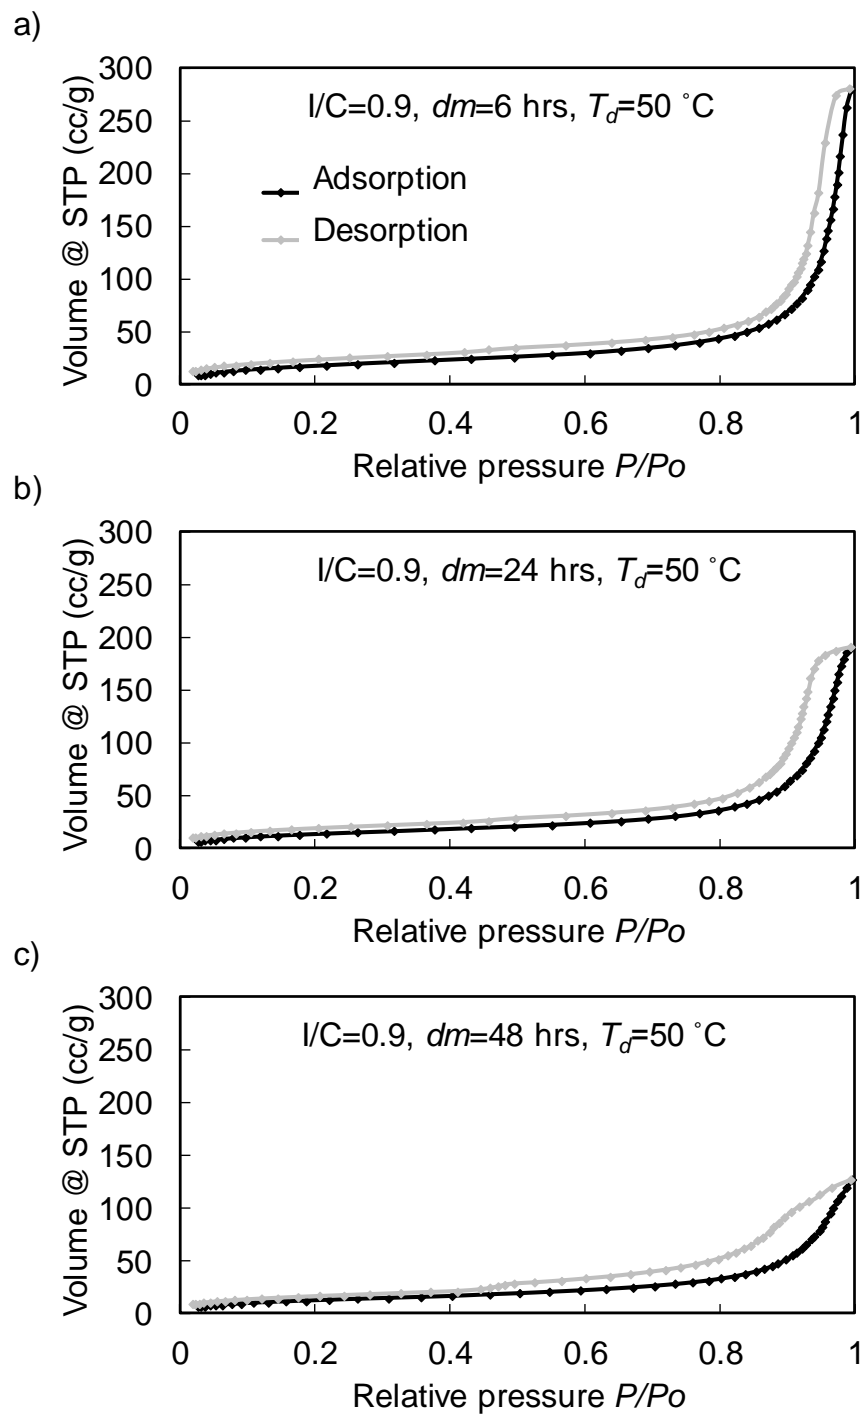 a)
300
250
200
150
100
50
0
Volume @ STP (cc/g)
I/C=0.9, dm=6 hrs, T_d=50 ˚C
Adsorption
Desorption
0 0.2 0.4 0.6 0.8 1
Relative pressure P/Po
b)
300
250
200
150
100
50
0
Volume @ STP (cc/g)
I/C=0.9, dm=24 hrs, T_d=50 ˚C
0 0.2 0.4 0.6 0.8 1
Relative pressure P/Po
c)
300
250
200
150
100
50
0
Volume @ STP (cc/g)
I/C=0.9, dm=48 hrs, T_d=50 ˚C
0 0.2 0.4 0.6 0.8 1
Relative pressure P/Po